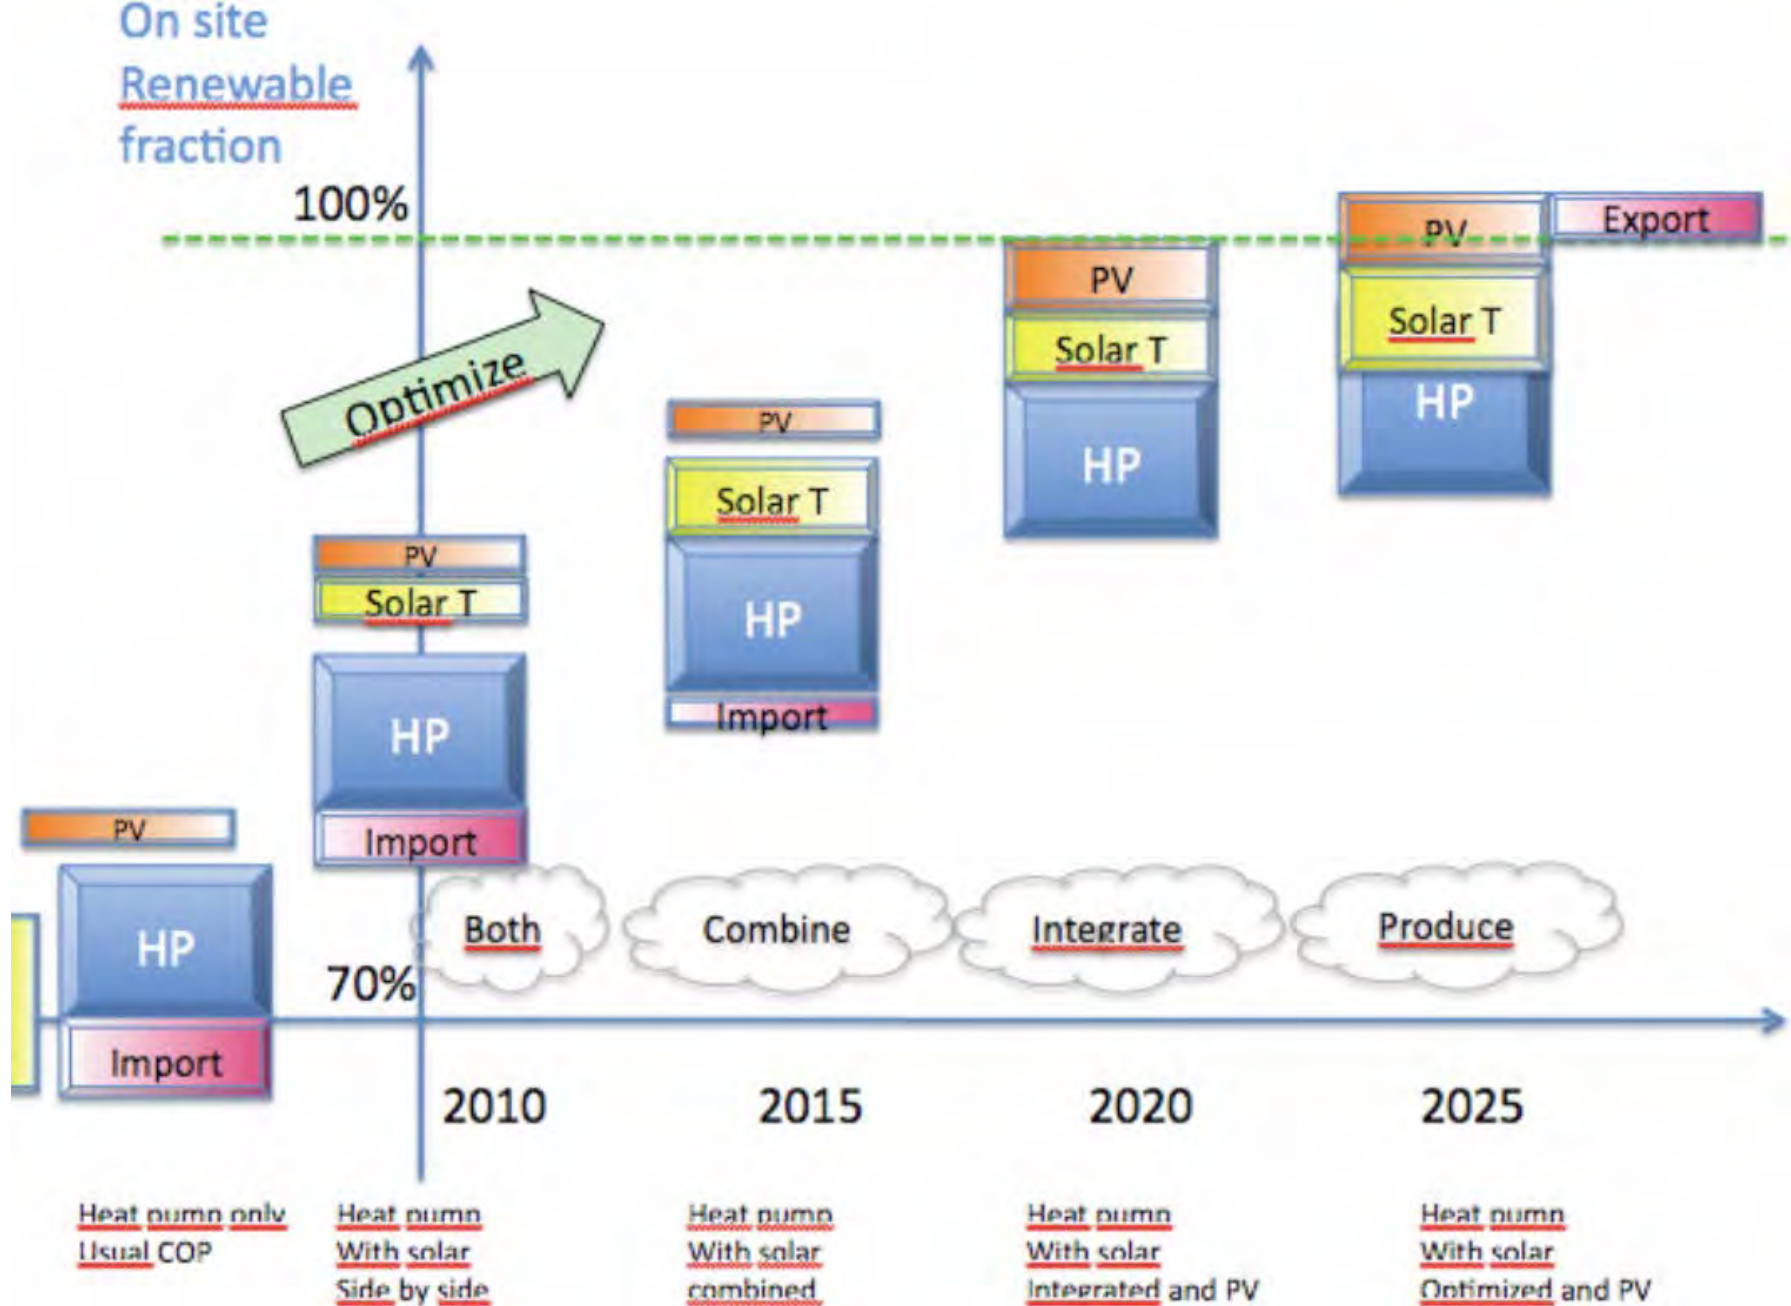 On site
Renewable
fraction
100%
PV
Export
PV
Solar T
Solar T
Optimize
HP
PV
HP
Solar T
PV
Solar T
HP
HP
Import
PV
Import
HP
Both
Combine
Integrate
Produce
70%
Import
2010
2015
2020
2025
Heat pump only
Usual COP
Heat pump
With solar
Side by side
Heat pump
With solar
combined
Heat pump
With solar
Integrated and PV
Heat pump
With solar
Optimized and PV